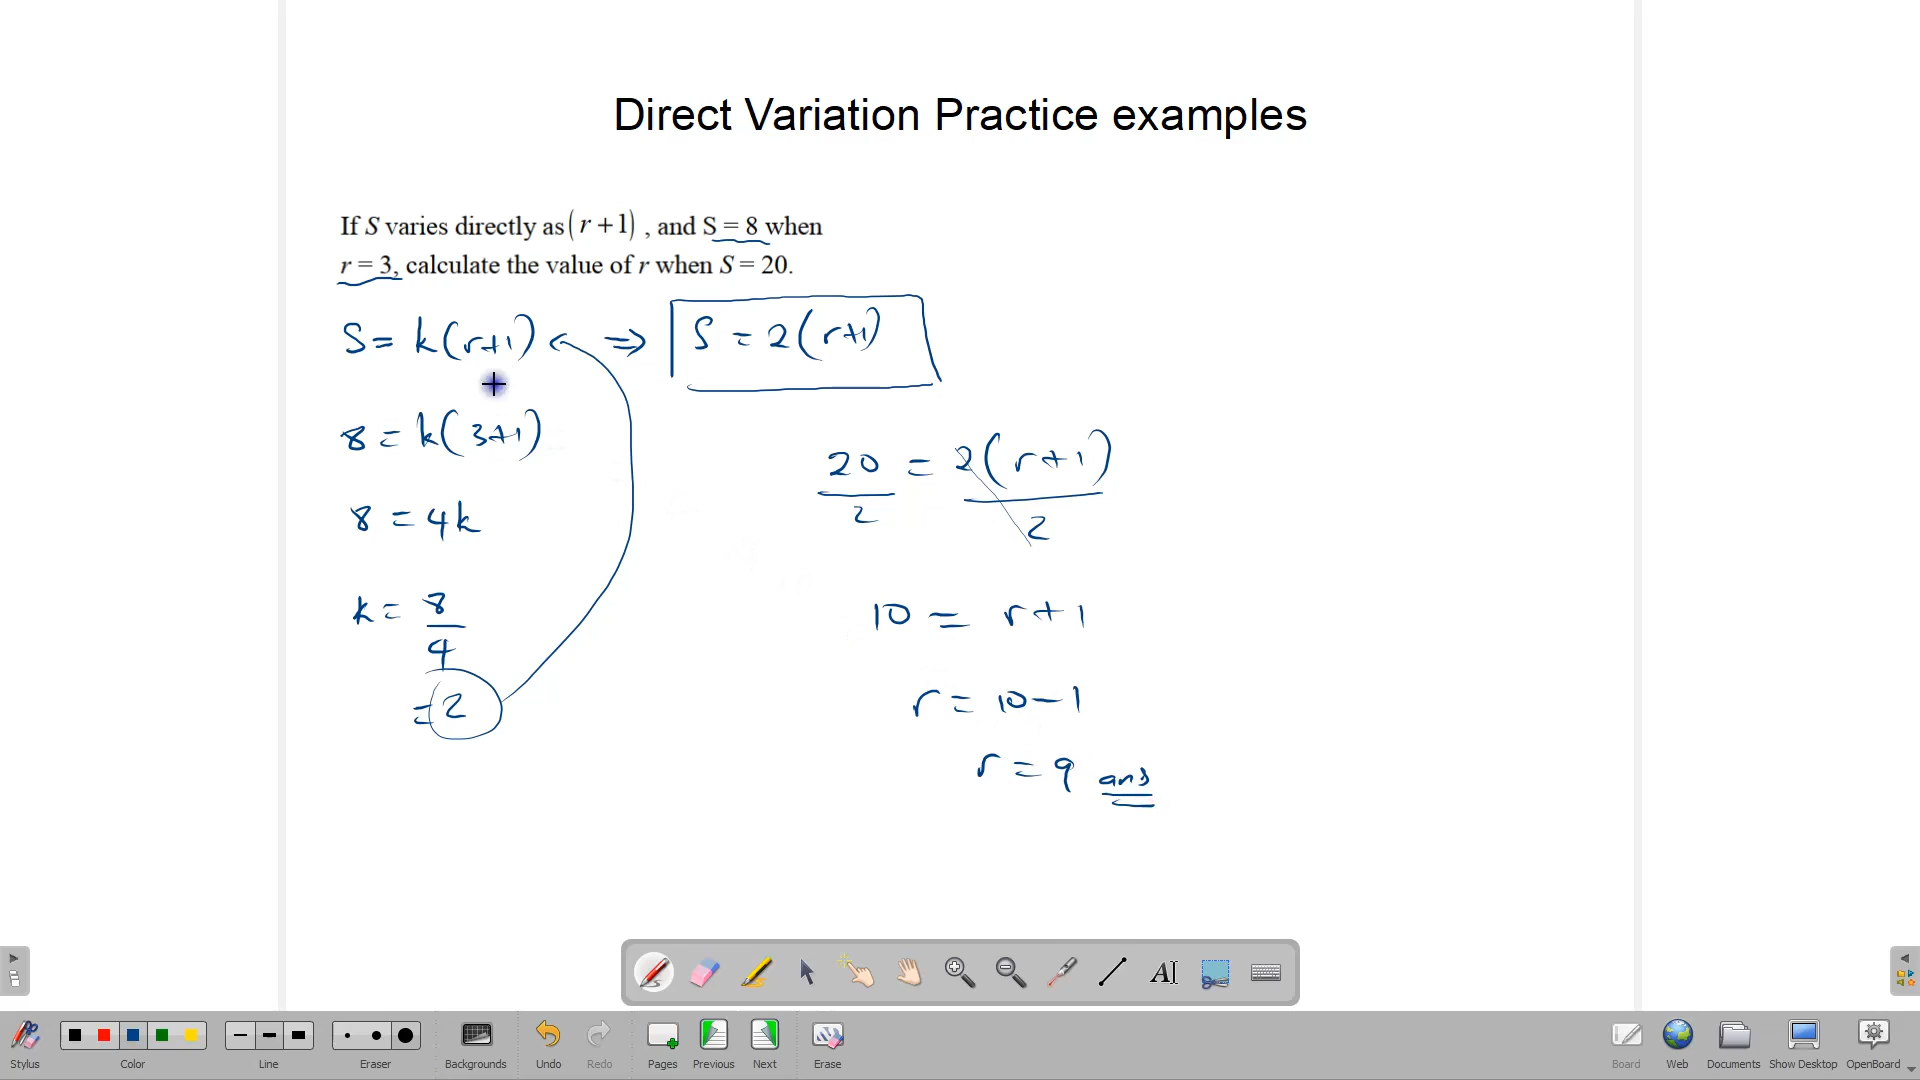 Direct Variation Practice examples
If S varies directly as (r+1) , and S = 8 when
r = 3, calculate the value of r when S = 20.
S = k(r+1) ⇒ S = 2(r+1)
8 = k(3+1)
8 = 4k
k = 8/4
= 2
20/2 = 2(r+1)/2
10 = r+1
r = 10-1
r = 9 ans
Stylus Color Line Eraser Backgrounds Undo Redo Pages Previous Next Erase Board Web Documents Show Desktop OpenBoard